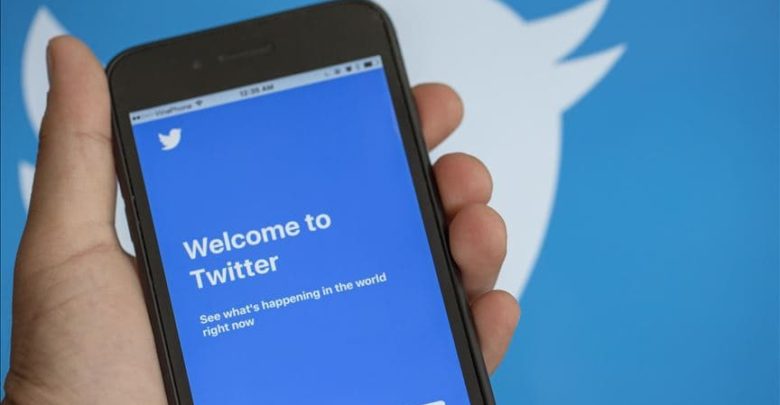 VinaPhone 12:35 AM
Welcome to
Twitter
See what's happening in the world
right now